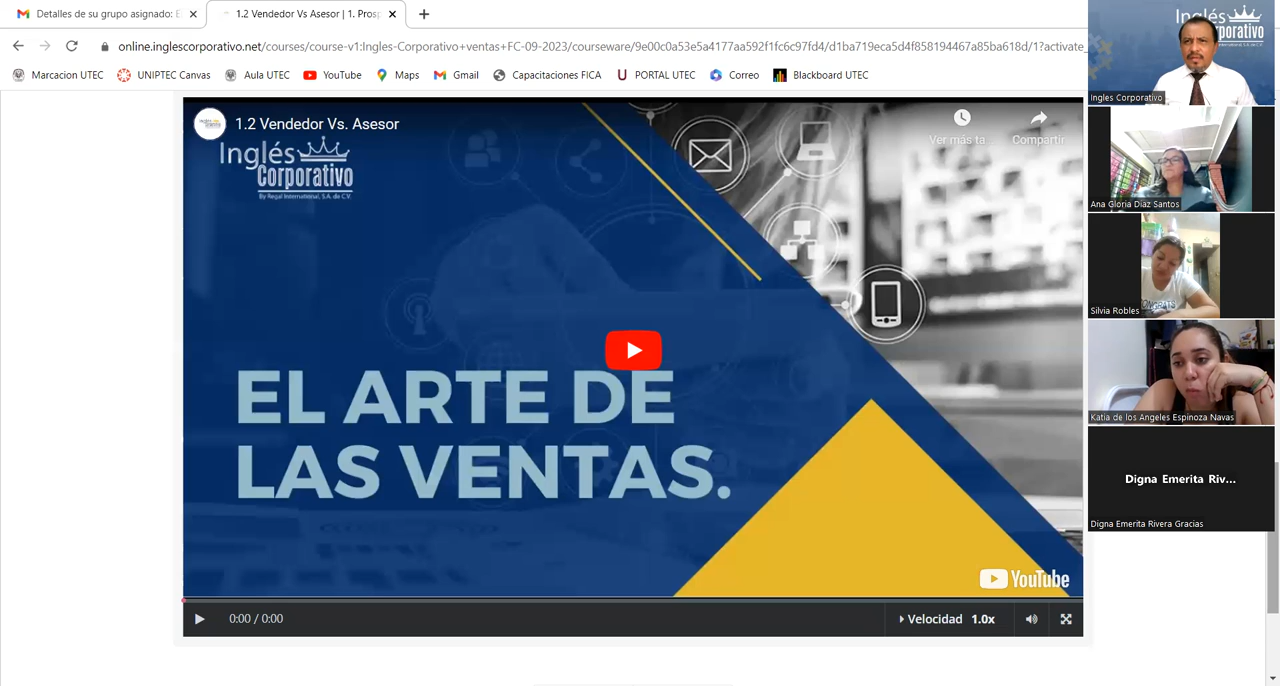 Detalles de su grupo asignado: E
1.2 Vendedor Vs Asesor | 1. Prosp
online.inglescorporativo.net/courses/course-v1:Ingles-Corporativo+ventas+FC-09-2023/courseware/9e00c0a53e5a4177aa592f1fc6c97fd4/d1ba719eca5d4f858194467a85ba618d/1?activate_
Marcacion UTEC
UNIPTEC Canvas
Aula UTEC
YouTube
Maps
Gmail
Capacitaciones FICA
PORTAL UTEC
Correo
Blackboard UTEC
1.2 Vendedor Vs. Asesor
Ver más ta...
Compartir
Inglés
Corporativo
By Regal International, S.A. de C.V.
EL ARTE DE
LAS VENTAS.
YouTube
0:00 / 0:00
Velocidad 1.0x
Inglés
Ingles Corporativo
Ana Gloria Diaz Santos
Silvia Robles
Katia de los Angeles Espinoza Navas
Digna Emerita Riv...
Digna Emerita Rivera Gracias